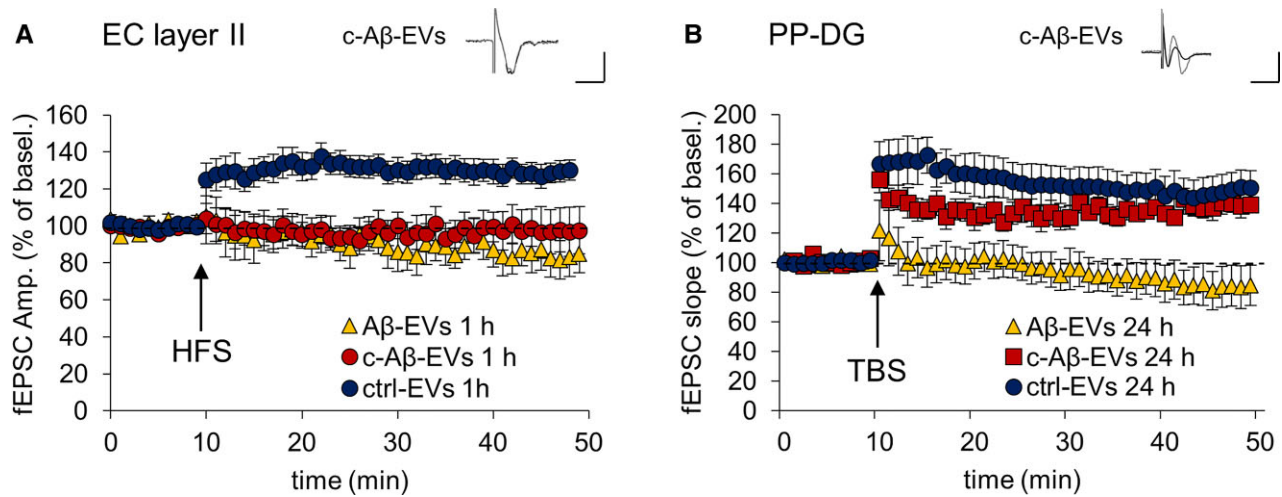 A EC layer II c-Aβ-EVs
fEPSC Amp. (% of basel.)
160
140
120
100
80
60
40
20
0
HFS
Aβ-EVs 1 h
c-Aβ-EVs 1 h
ctrl-EVs 1h
0 10 20 30 40 50
time (min)
B PP-DG c-Aβ-EVs
fEPSC slope (% of basel.)
200
180
160
140
120
100
80
60
40
20
0
TBS
Aβ-EVs 24 h
c-Aβ-EVs 24 h
ctrl-EVs 24 h
0 10 20 30 40 50
time (min)